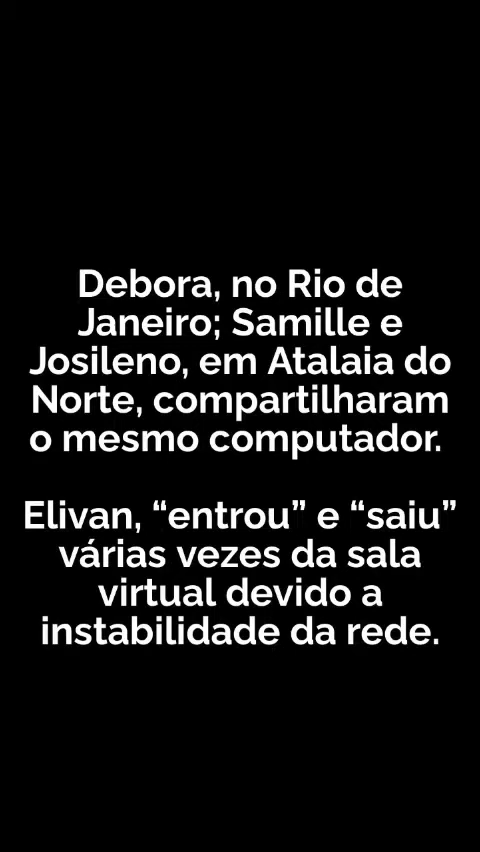 Debora, no Rio de
Janeiro; Samille e
Josileno, em Atalaia do
Norte, compartilharam
o mesmo computador.
Elivan, “entrou” e “saiu”
várias vezes da sala
virtual devido a
instabilidade da rede.